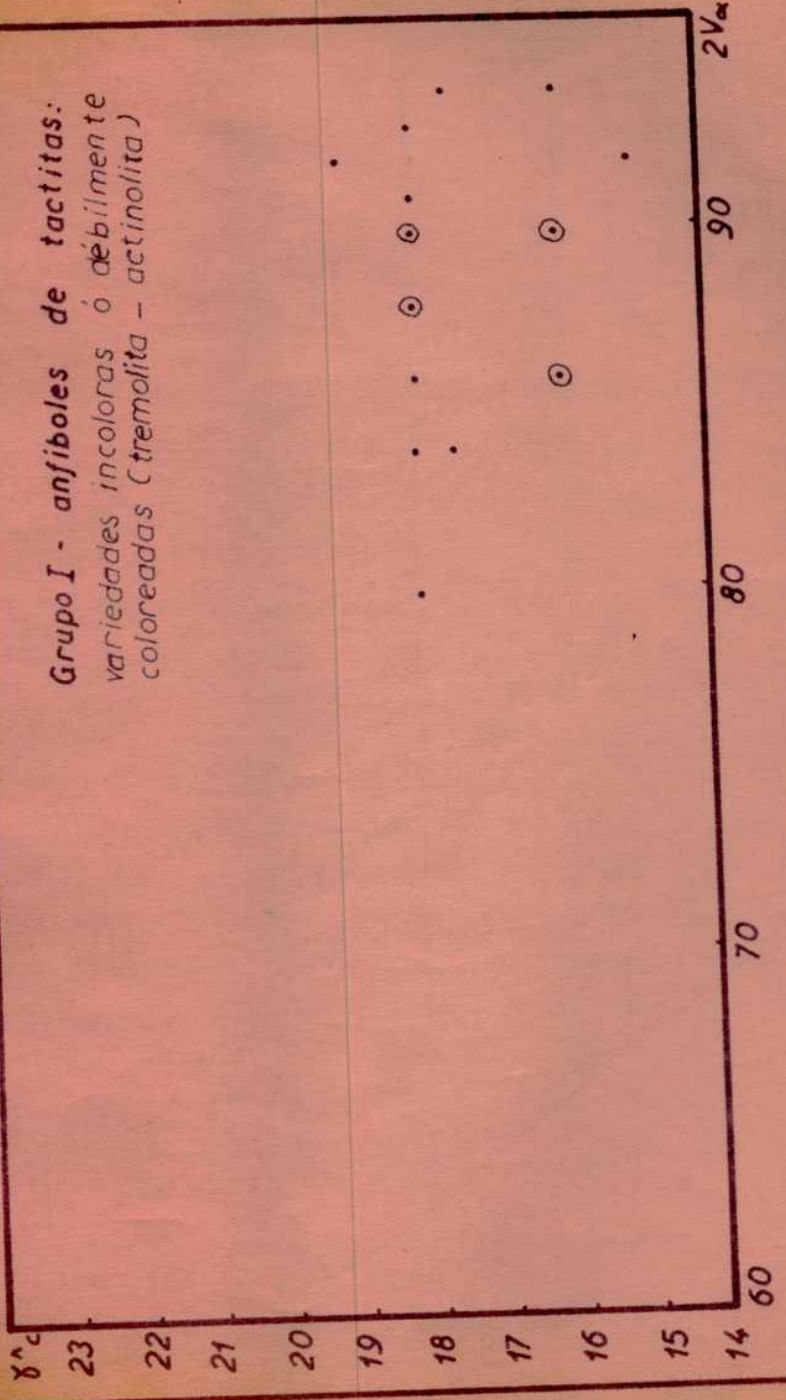 Grupo I - anfiboles de tactitas:
variedades incoloras ó débilmente
coloreadas (tremolita - actinolita)
γ^c
23
22
21
20
19
18
17
16
15
14
60
70
80
90
2Vα